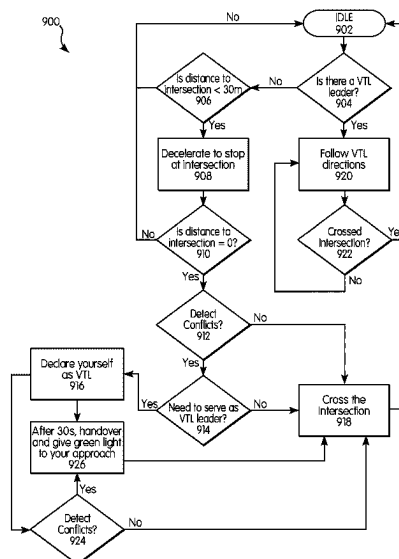 900
No
IDLE
902
Is distance to
intersection < 30m
906
No
Is there a VTL
leader?
904
Yes
Yes
Decelerate to stop
at intersection
908
Follow VTL
directions
920
No
Is distance to
intersection = 0?
910
Crossed
Intersection?
922
Yes
No
Yes
Detect
Conflicts?
912
No
Yes
Declare yourself
as VTL
916
Yes
Need to serve as
VTL leader?
914
No
Cross the
Intersection
918
After 30s, handover
and give green light
to your approach
926
Yes
Detect
Conflicts?
924
No